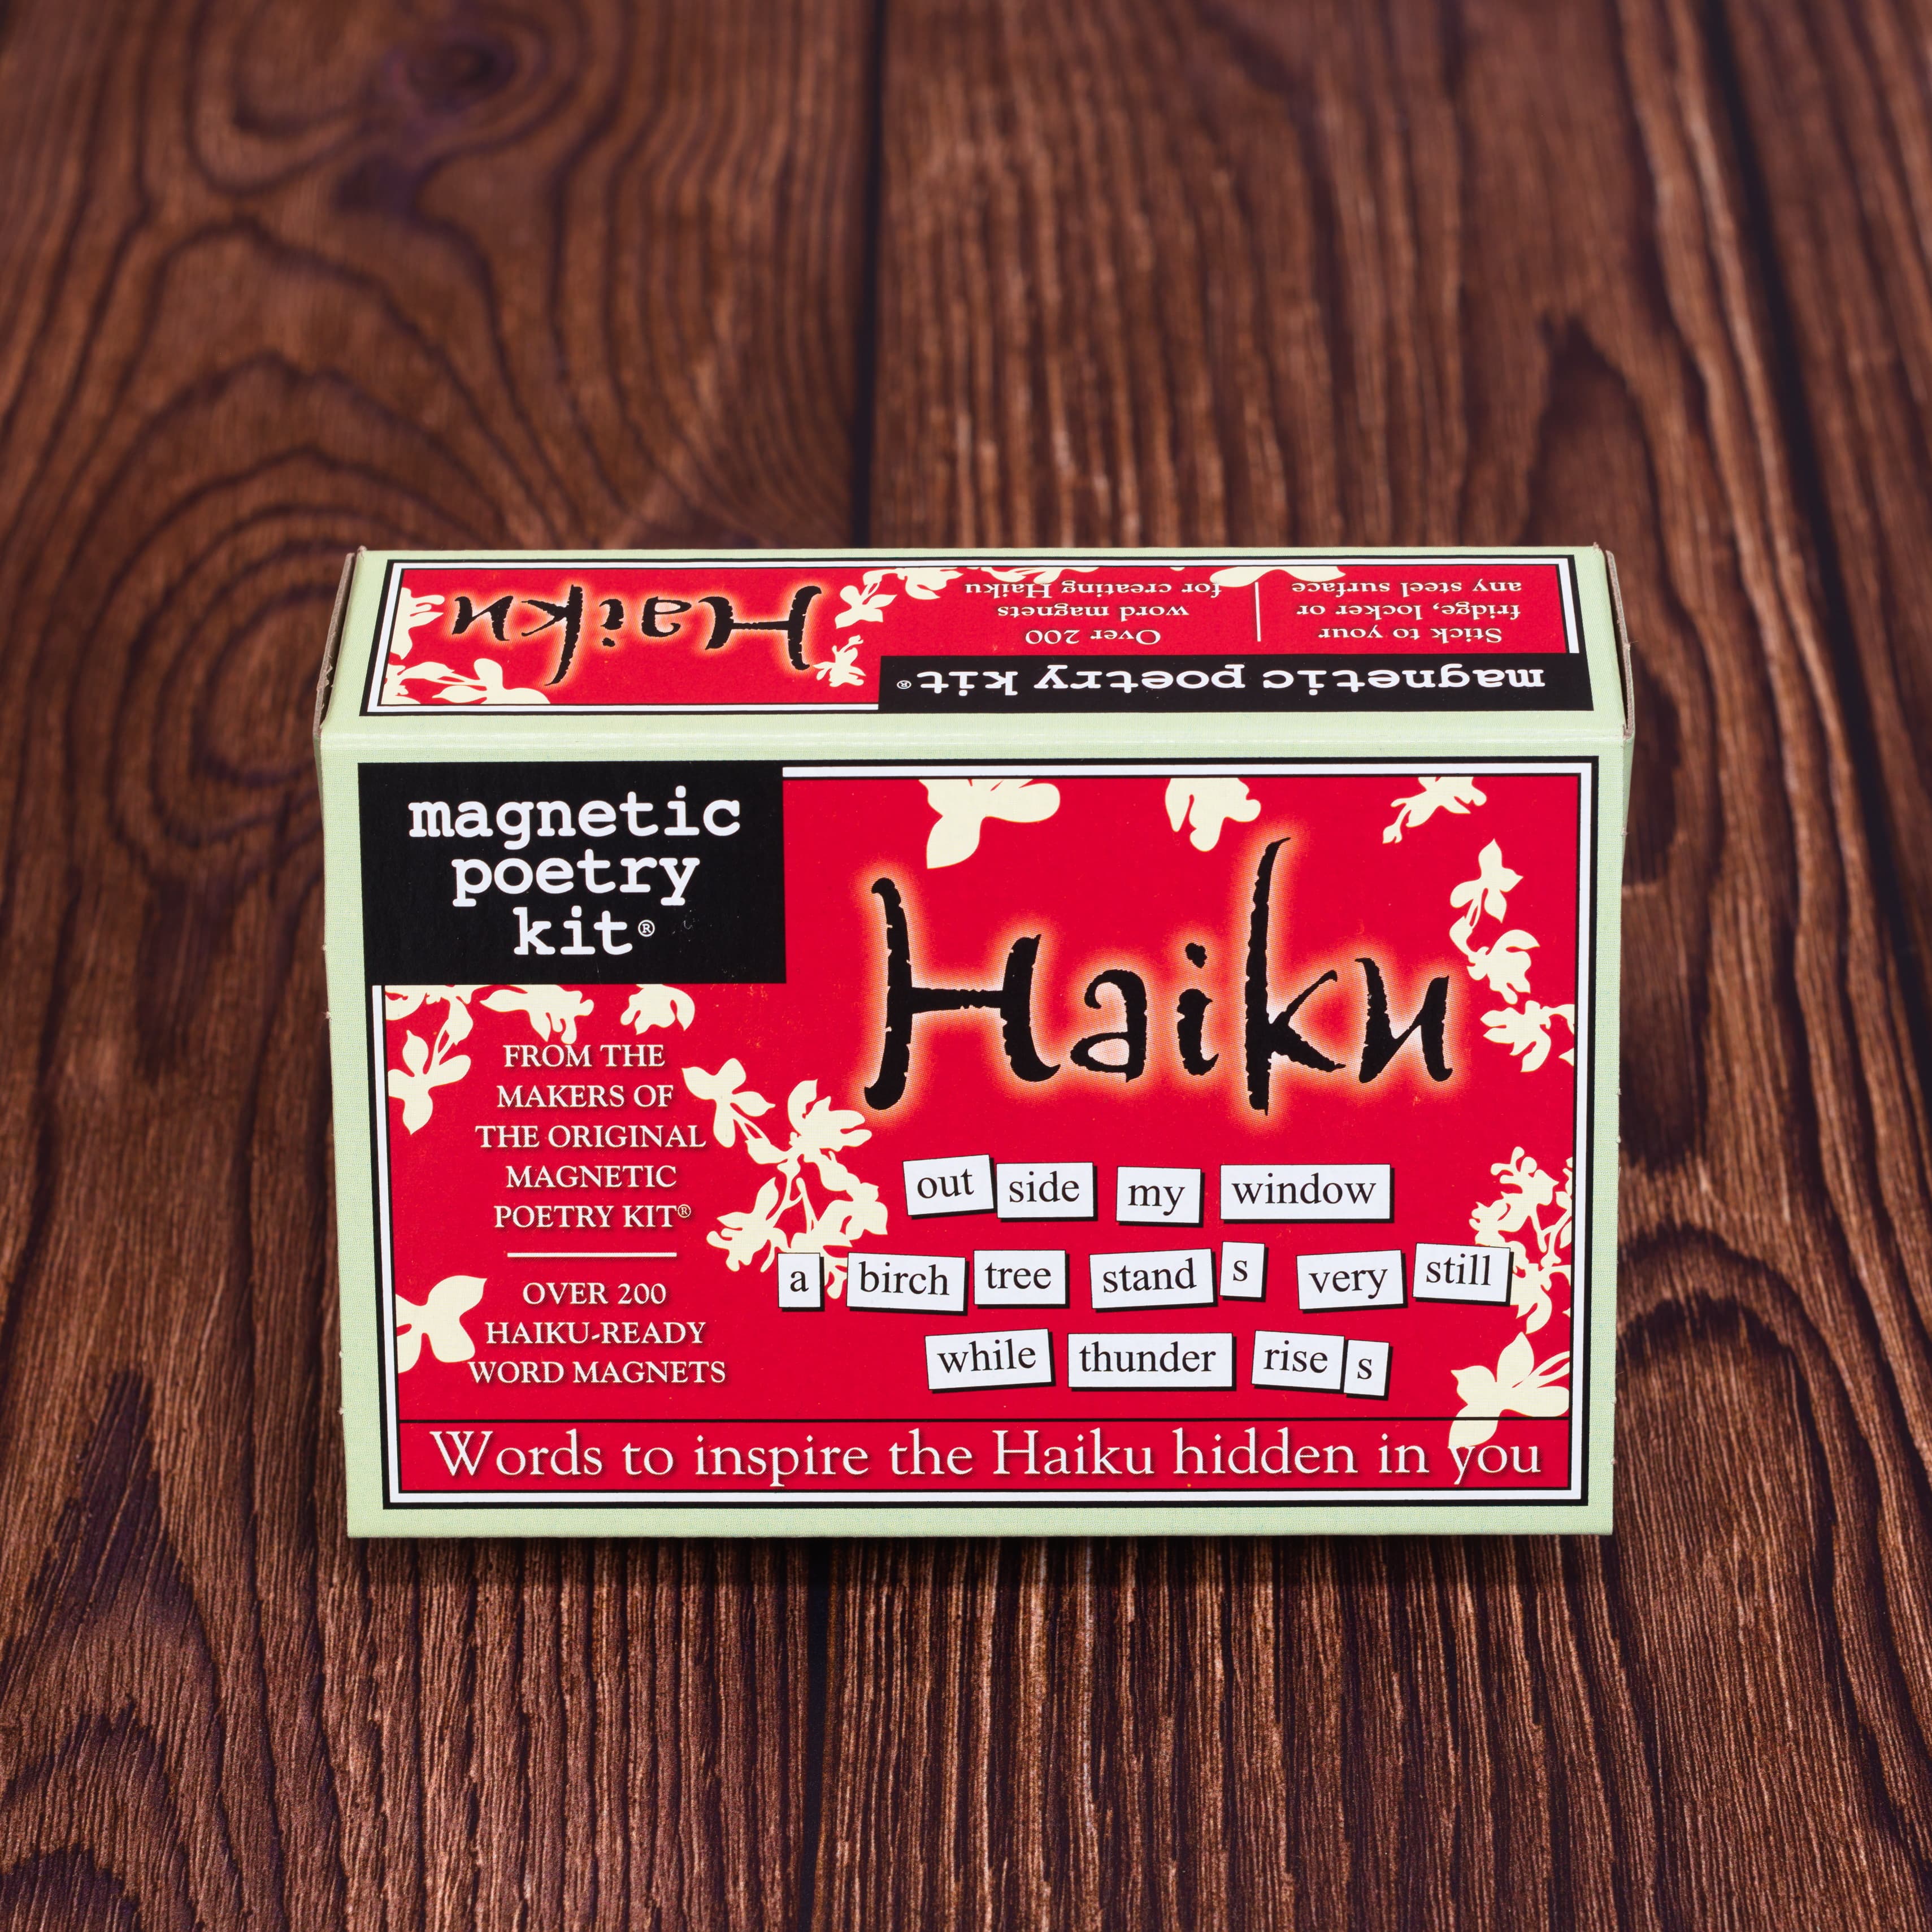 Haiku
Over 200
word magnets
for creating Haiku
Stick to your
fridge, locker or
any steel surface
magnetic poetry kit®
magnetic
poetry
kit®
Haiku
FROM THE
MAKERS OF
THE ORIGINAL
MAGNETIC
POETRY KIT®
OVER 200
HAIKU-READY
WORD MAGNETS
out side my window
a birch tree stand s very still
while thunder rise s
Words to inspire the Haiku hidden in you